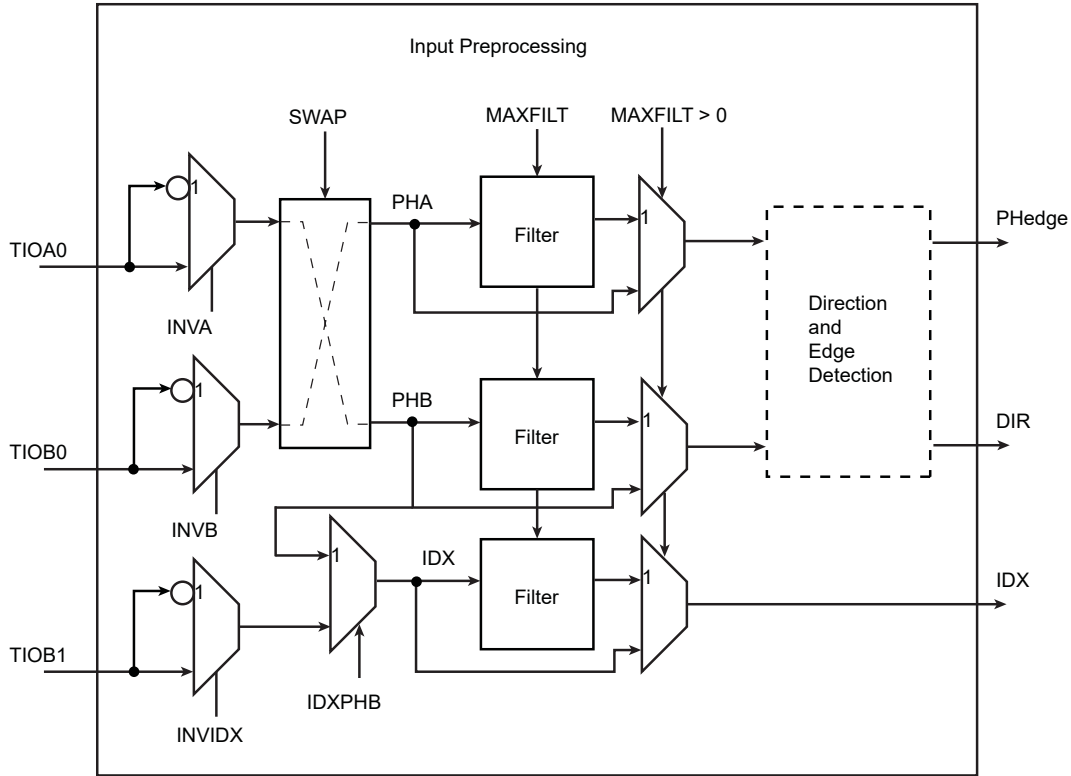 Input Preprocessing
SWAP
MAXFILT
MAXFILT > 0
1
PHA
1
Filter
PHedge
TIOA0
INVA
Direction
and
Edge
Detection
1
PHB
1
Filter
DIR
TIOB0
INVB
1
IDX
1
Filter
IDX
1
TIOB1
IDXPHB
INVIDX